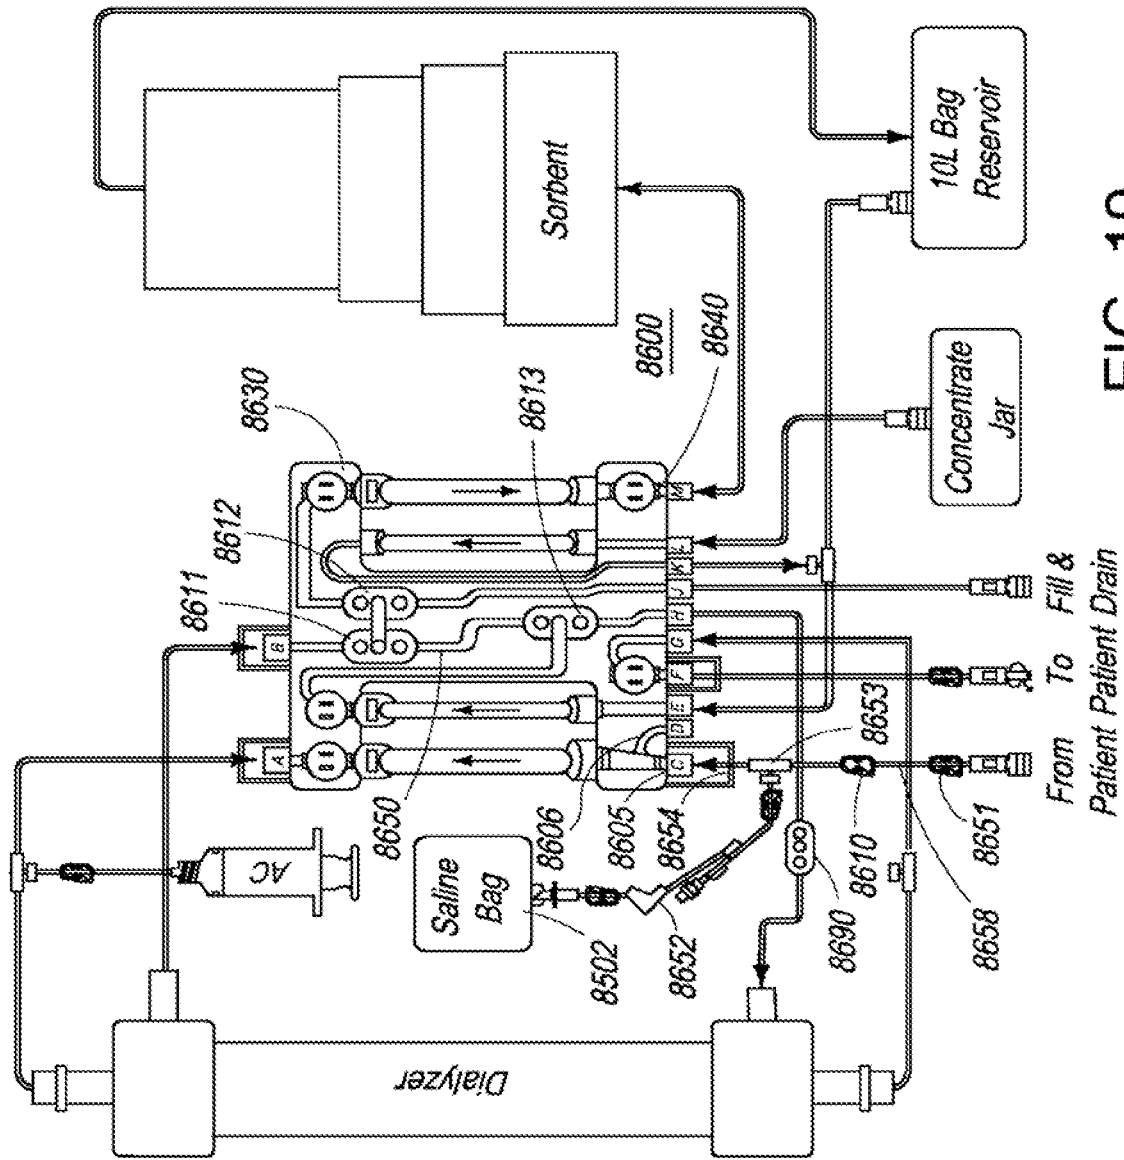 Sorbent
10L Bag
Reservoir
8600
8640
8630
8613
8612
8611
Concentrate
Jar
B
A
M
L
K
J
H
G
F
E
D
C
8650
8606
8605
8654
8653
AC
Saline
Bag
8502
8652
8690
8610
8658
8651
From
Patient
To
Patient
Fill &
Drain
Dialyzer